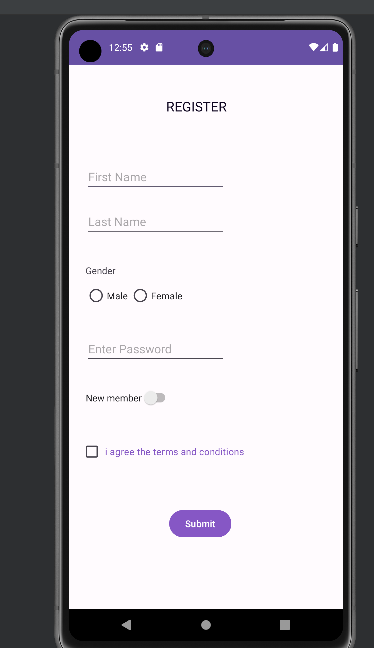 12:55
REGISTER
First Name
Last Name
Gender
Male Female
Enter Password
New member
i agree the terms and conditions
Submit